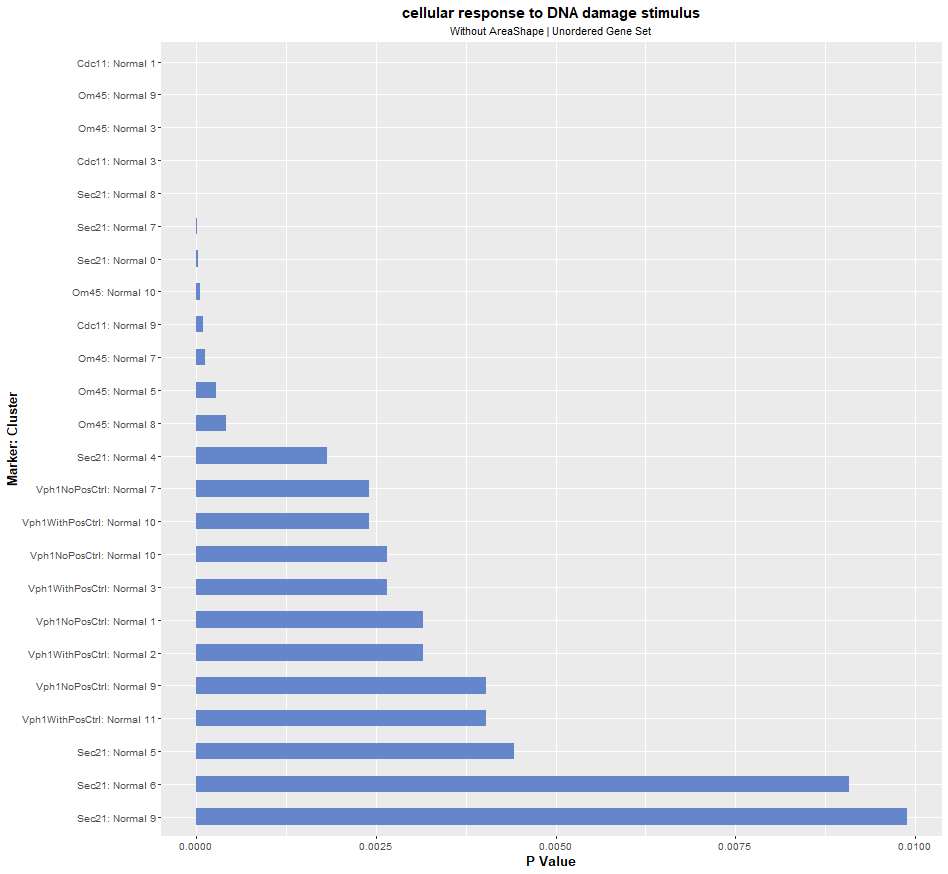 cellular response to DNA damage stimulus
Without AreaShape | Unordered Gene Set
Marker: Cluster
Cdc11: Normal 1
Om45: Normal 9
Om45: Normal 3
Cdc11: Normal 3
Sec21: Normal 8
Sec21: Normal 7
Sec21: Normal 0
Om45: Normal 10
Cdc11: Normal 9
Om45: Normal 7
Om45: Normal 5
Om45: Normal 8
Sec21: Normal 4
Vph1NoPosCtrl: Normal 7
Vph1WithPosCtrl: Normal 10
Vph1NoPosCtrl: Normal 10
Vph1WithPosCtrl: Normal 3
Vph1NoPosCtrl: Normal 1
Vph1WithPosCtrl: Normal 2
Vph1NoPosCtrl: Normal 9
Vph1WithPosCtrl: Normal 11
Sec21: Normal 5
Sec21: Normal 6
Sec21: Normal 9
0.0000 0.0025 0.0050 0.0075 0.0100
P Value